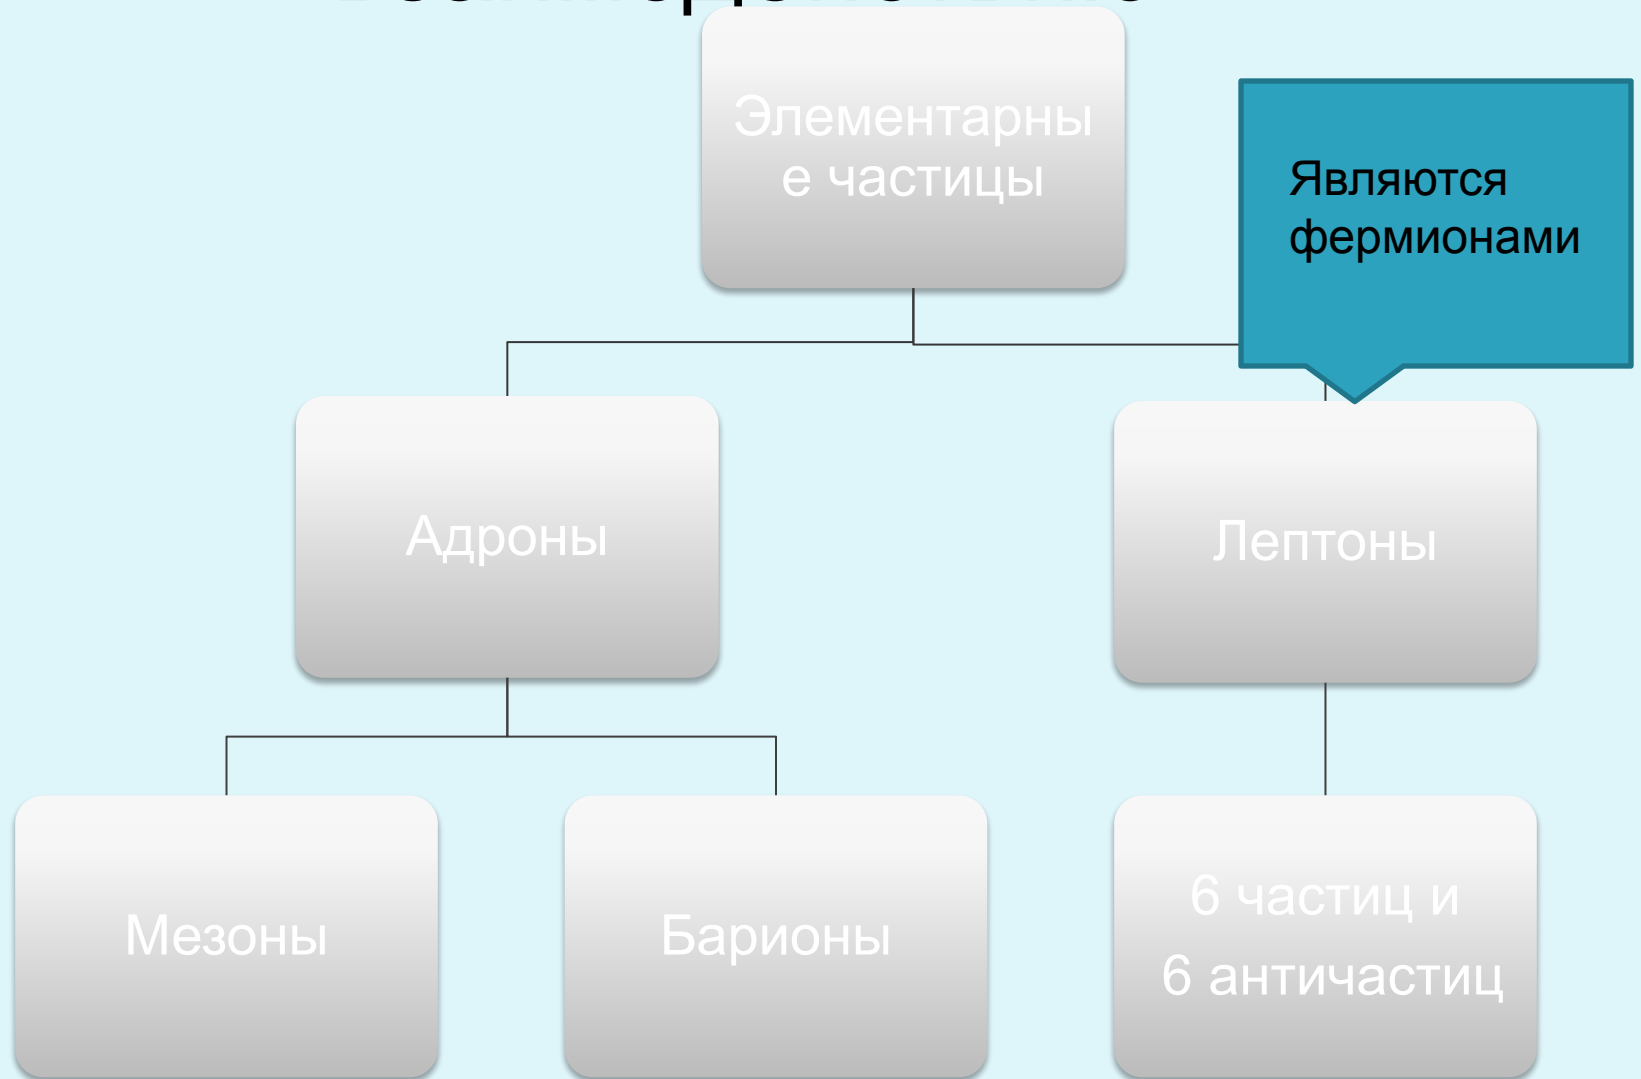 Элементарны
е частицы
Являются
фермионами
Адроны
Лептоны
Мезоны
Барионы
6 частиц и
6 античастиц